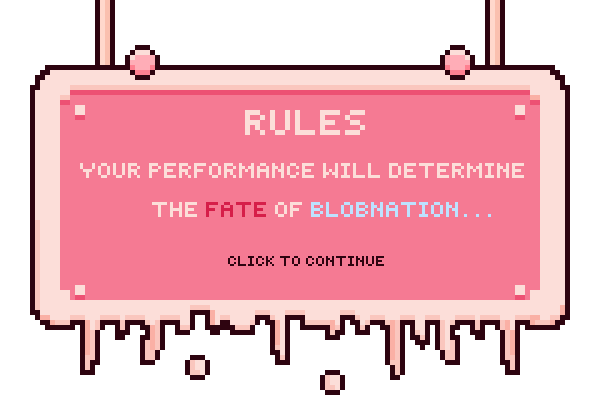 RULES
YOUR PERFORMANCE WILL DETERMINE
THE FATE OF BLOBNATION...
CLICK TO CONTINUE